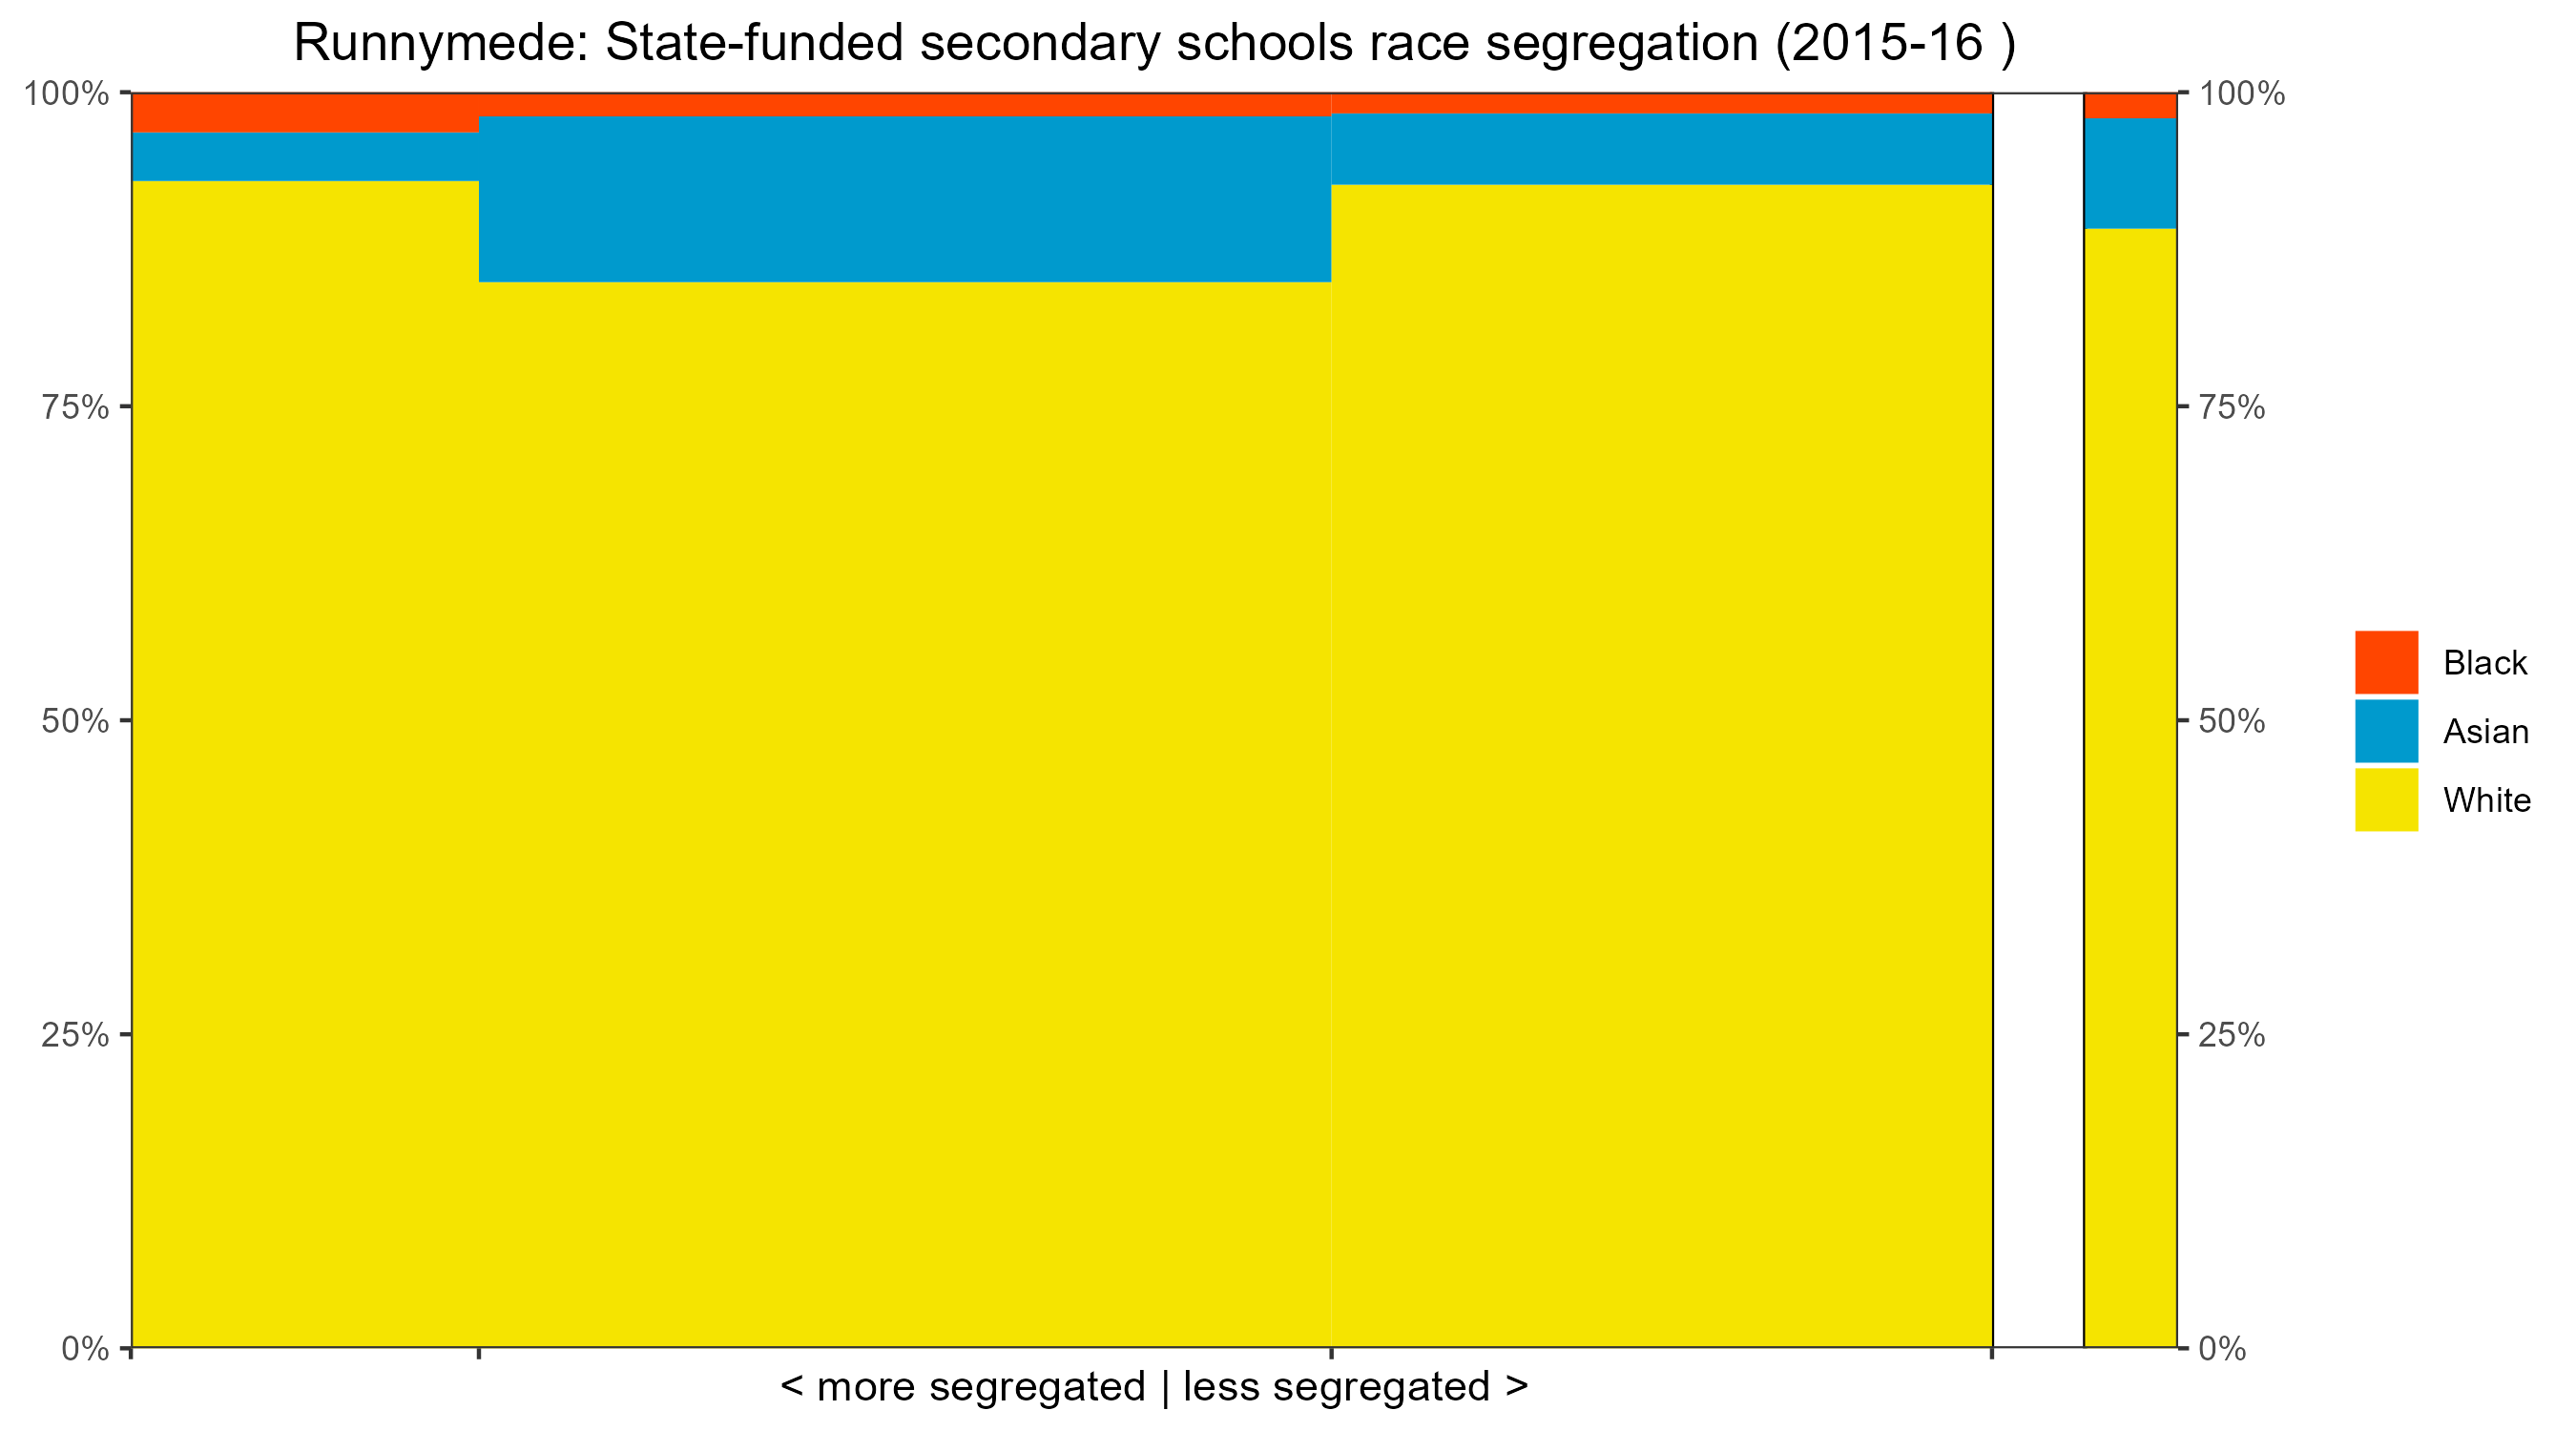 Runnymede: State-funded secondary schools race segregation (2015-16 )
100%
75%
50%
25%
0%
100%
75%
50%
25%
0%
Black
Asian
White
< more segregated | less segregated >